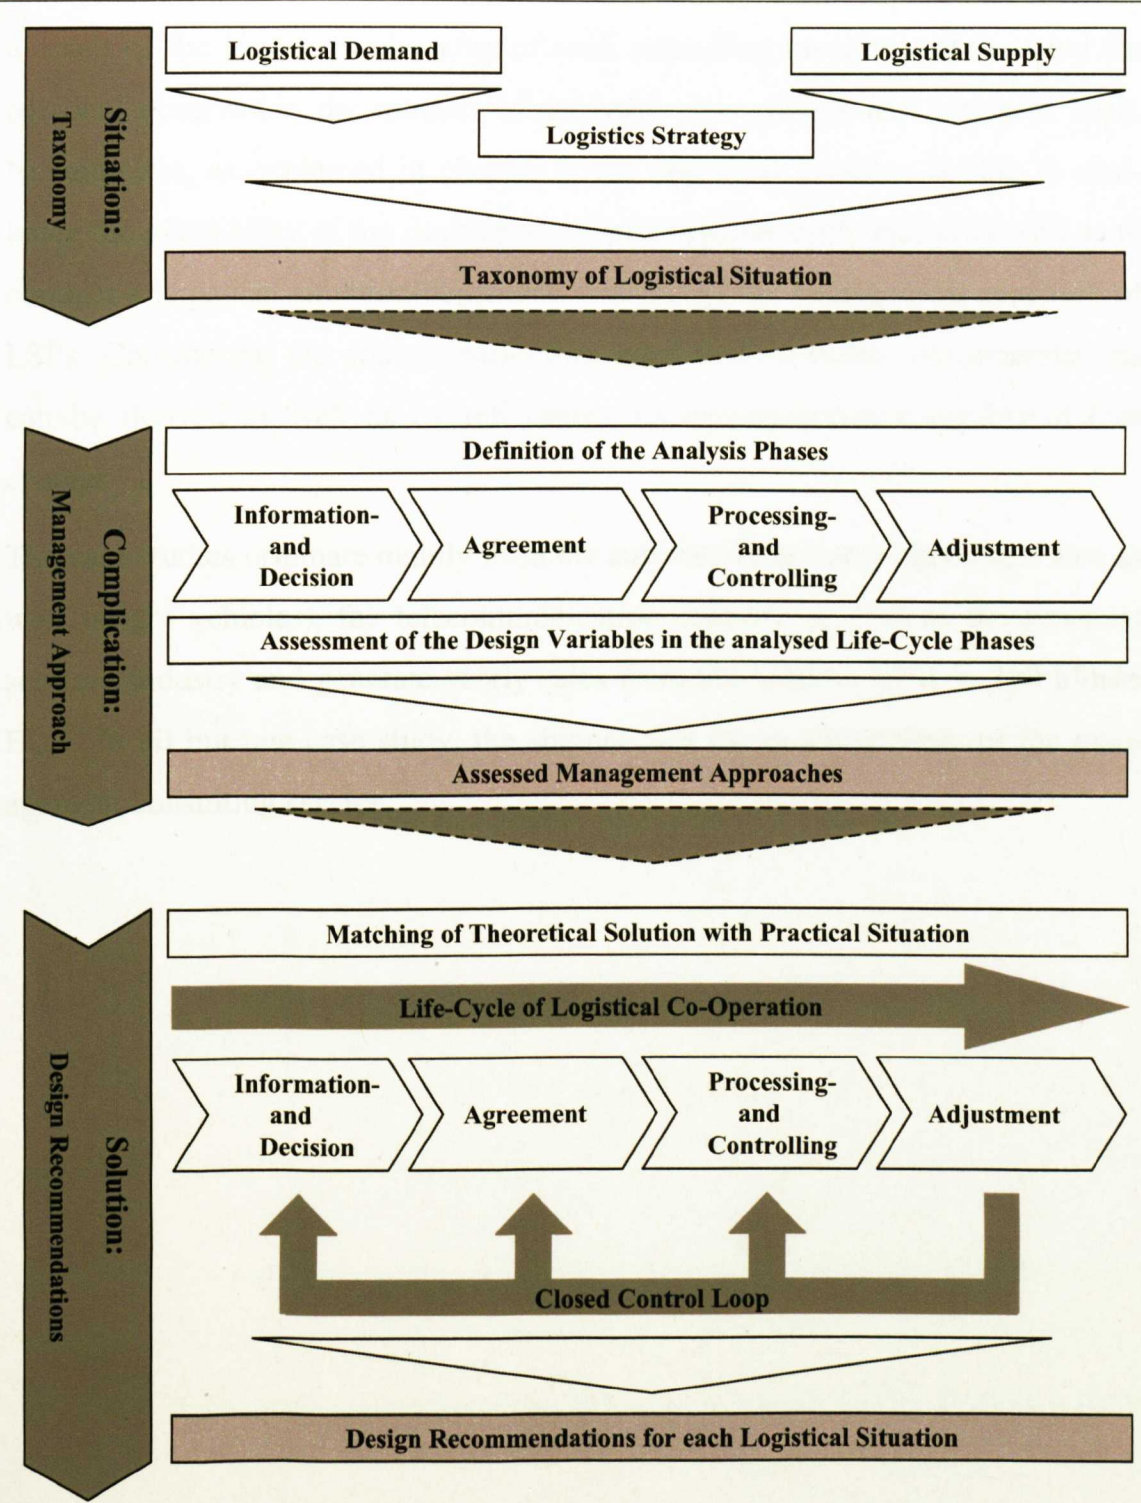 Situation:
Taxonomy
Logistical Demand
Logistical Supply
Logistics Strategy
Taxonomy of Logistical Situation
Complication:
Management Approach
Definition of the Analysis Phases
Information-
and
Decision
Agreement
Processing-
and
Controlling
Adjustment
Assessment of the Design Variables in the analysed Life-Cycle Phases
Assessed Management Approaches
Solution:
Design Recommendations
Matching of Theoretical Solution with Practical Situation
Life-Cycle of Logistical Co-Operation
Information-
and
Decision
Agreement
Processing-
and
Controlling
Adjustment
Closed Control Loop
Design Recommendations for each Logistical Situation